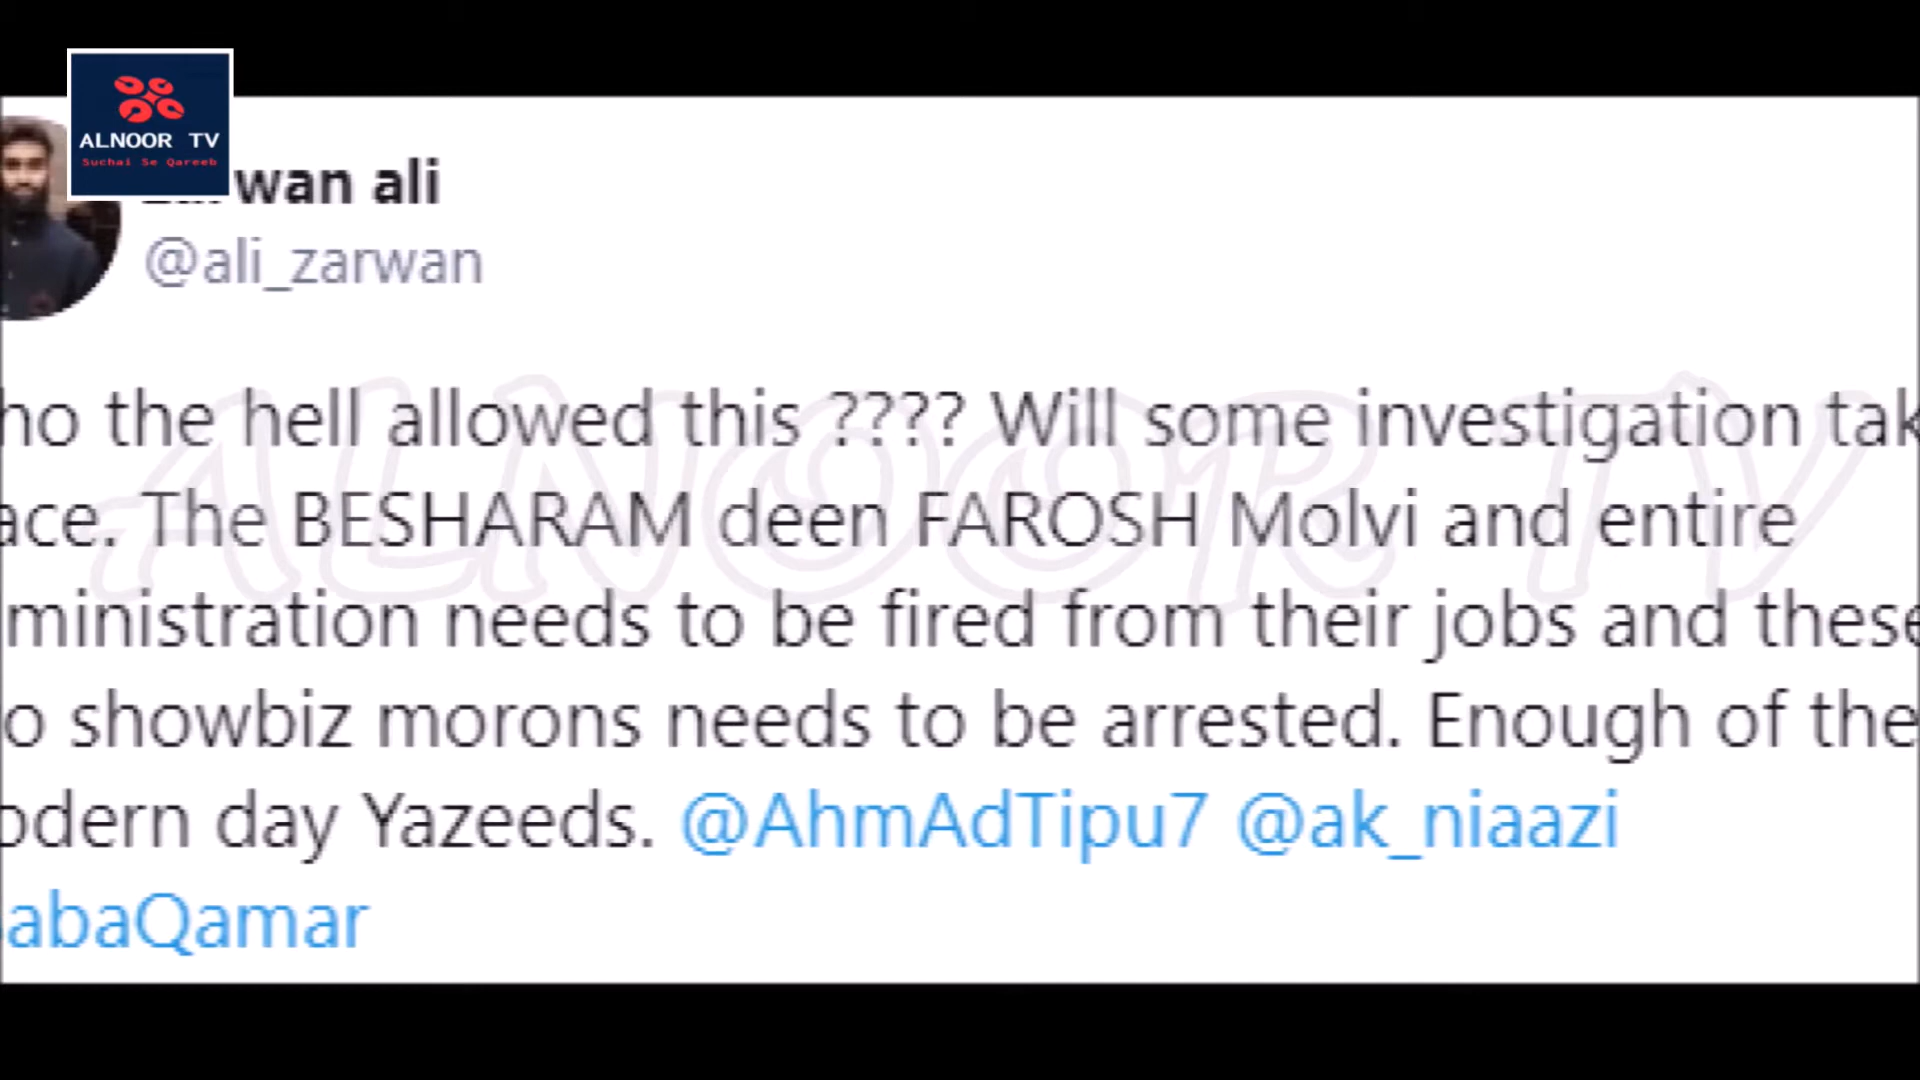 ALNOOR TV
Suchai Se Qareeb
wan ali
@ali_zarwan
ho the hell allowed this ???? Will some investigation tak
ace. The BESHARAM deen FAROSH Molvi and entire
ministration needs to be fired from their jobs and these
o showbiz morons needs to be arrested. Enough of the
odern day Yazeeds. @AhmAdTipu7 @ak_niaazi
abaQamar
ALNOOR TV